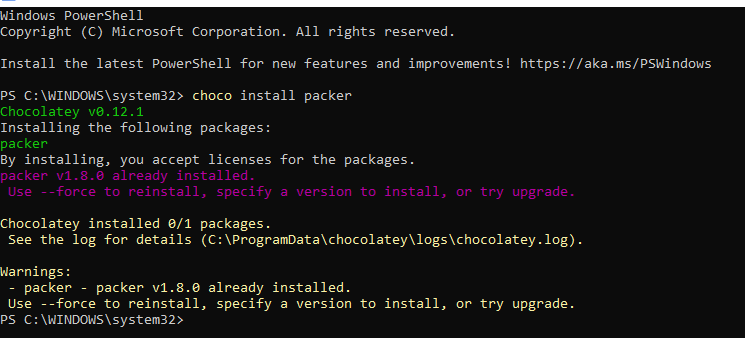 Windows PowerShell
Copyright (C) Microsoft Corporation. All rights reserved.
Install the latest PowerShell for new features and improvements! https://aka.ms/PSWindows
PS C:\WINDOWS\system32> choco install packer
Chocolatey v0.12.1
Installing the following packages:
packer
By installing, you accept licenses for the packages.
packer v1.8.0 already installed.
 Use --force to reinstall, specify a version to install, or try upgrade.
Chocolatey installed 0/1 packages.
 See the log for details (C:\ProgramData\chocolatey\logs\chocolatey.log).
Warnings:
 - packer - packer v1.8.0 already installed.
 Use --force to reinstall, specify a version to install, or try upgrade.
PS C:\WINDOWS\system32>